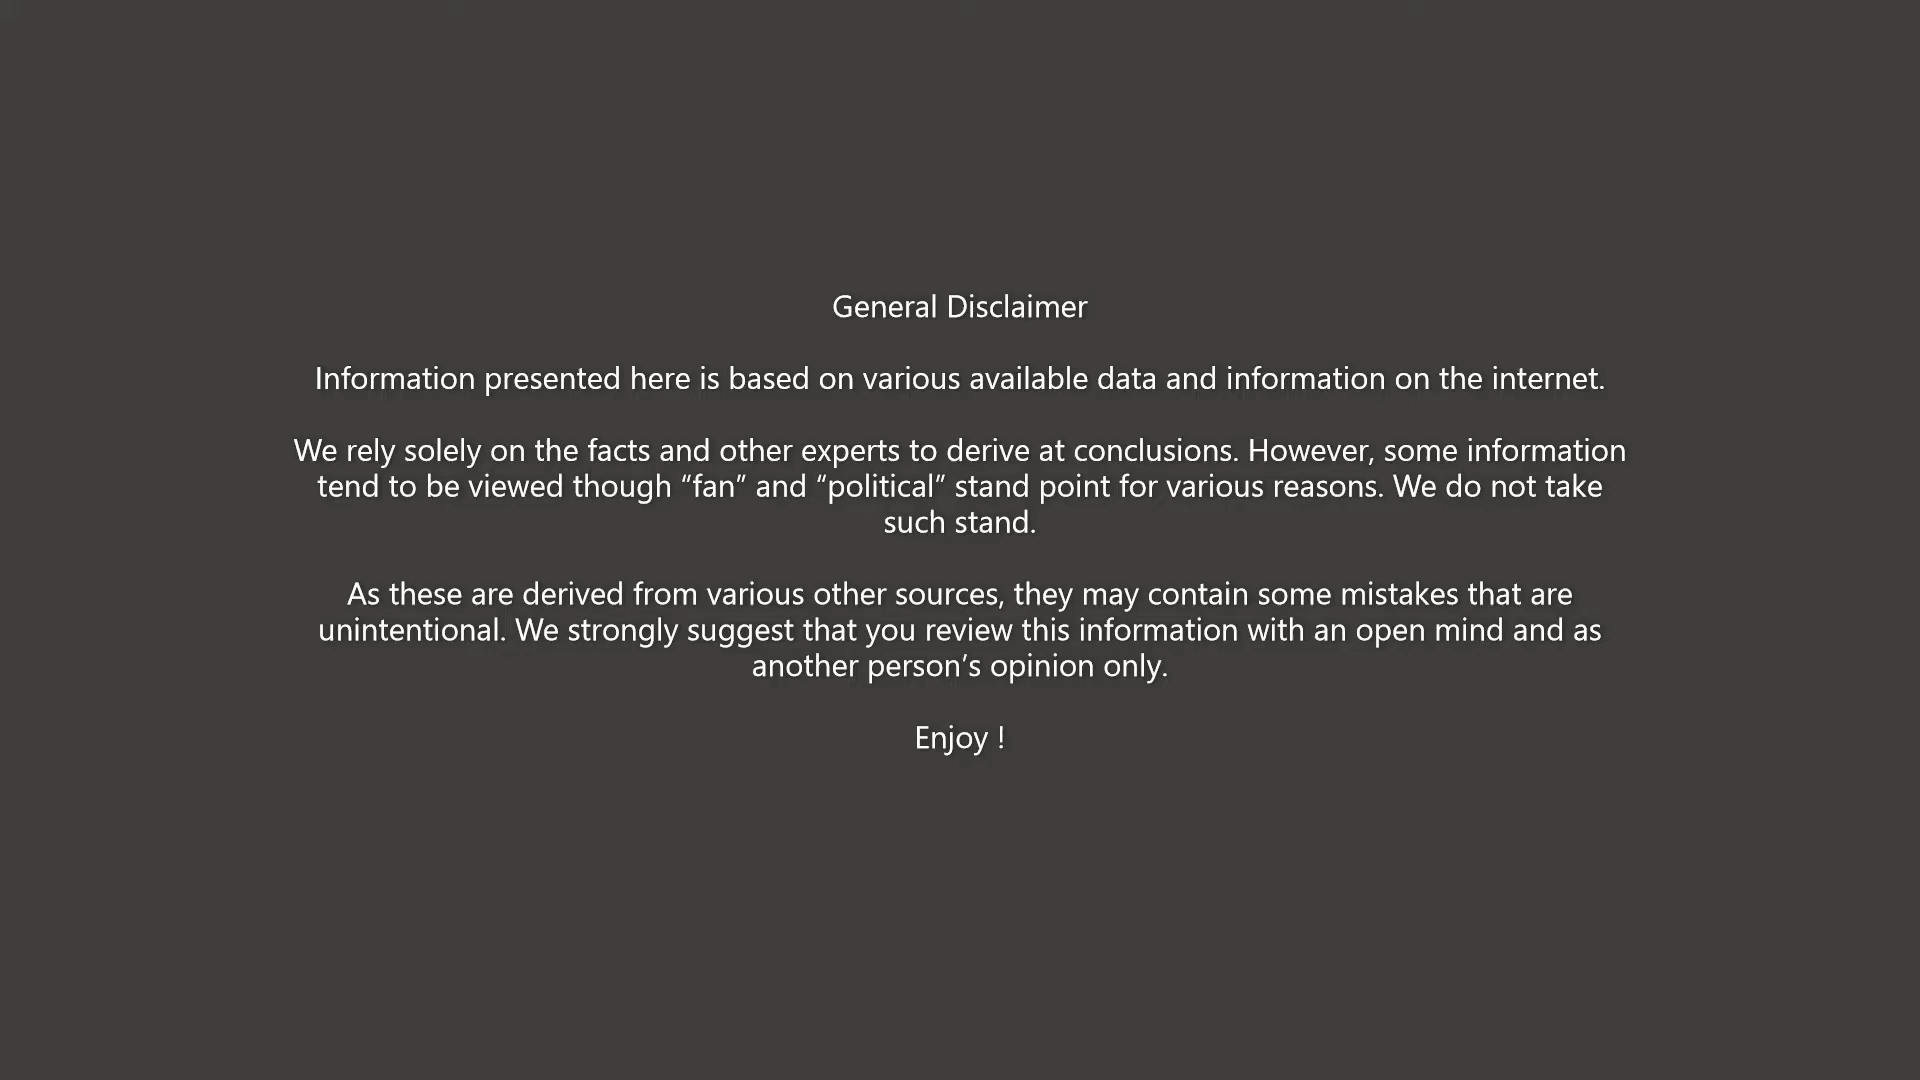 General Disclaimer
Information presented here is based on various available data and information on the internet.
We rely solely on the facts and other experts to derive at conclusions. However, some information
tend to be viewed though “fan” and “political” stand point for various reasons. We do not take
such stand.
As these are derived from various other sources, they may contain some mistakes that are
unintentional. We strongly suggest that you review this information with an open mind and as
another person’s opinion only.
Enjoy !